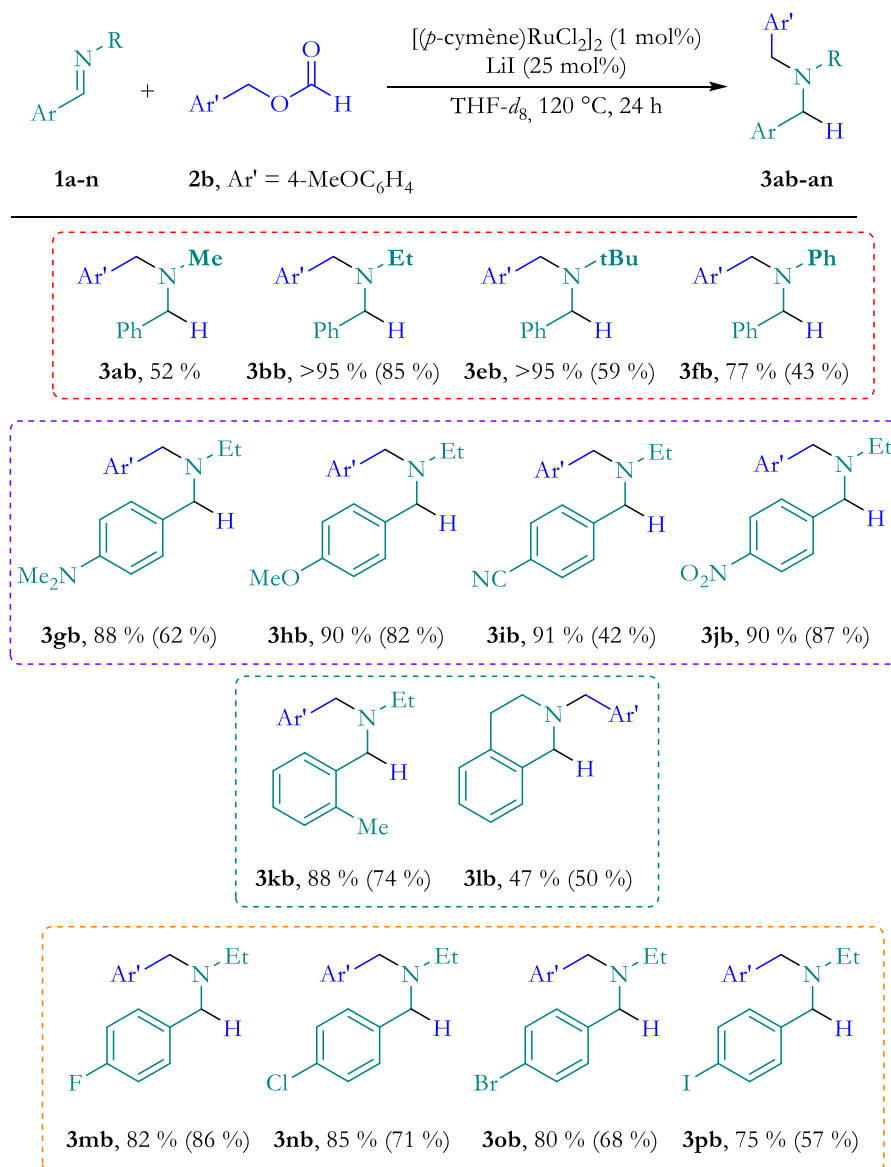 N R
Ar
+
Ar' O O H
[(p-cymène)RuCl2]2 (1 mol%)
LiI (25 mol%)
THF-d8, 120 °C, 24 h
Ar' N R
Ar H
1a-n
2b, Ar' = 4-MeOC6H4
3ab-an
Ar' N Me Ph H
Ar' N Et Ph H
Ar' N tBu Ph H
Ar' N Ph Ph H
3ab, 52 %
3bb, >95 % (85 %)
3eb, >95 % (59 %)
3fb, 77 % (43 %)
Ar' N Et H Me2N
Ar' N Et H MeO
Ar' N Et H NC
Ar' N Et H O2N
3gb, 88 % (62 %)
3hb, 90 % (82 %)
3ib, 91 % (42 %)
3jb, 90 % (87 %)
Ar' N Et H Me
N Ar' H
3kb, 88 % (74 %)
3lb, 47 % (50 %)
Ar' N Et H F
Ar' N Et H Cl
Ar' N Et H Br
Ar' N Et H I
3mb, 82 % (86 %)
3nb, 85 % (71 %)
3ob, 80 % (68 %)
3pb, 75 % (57 %)